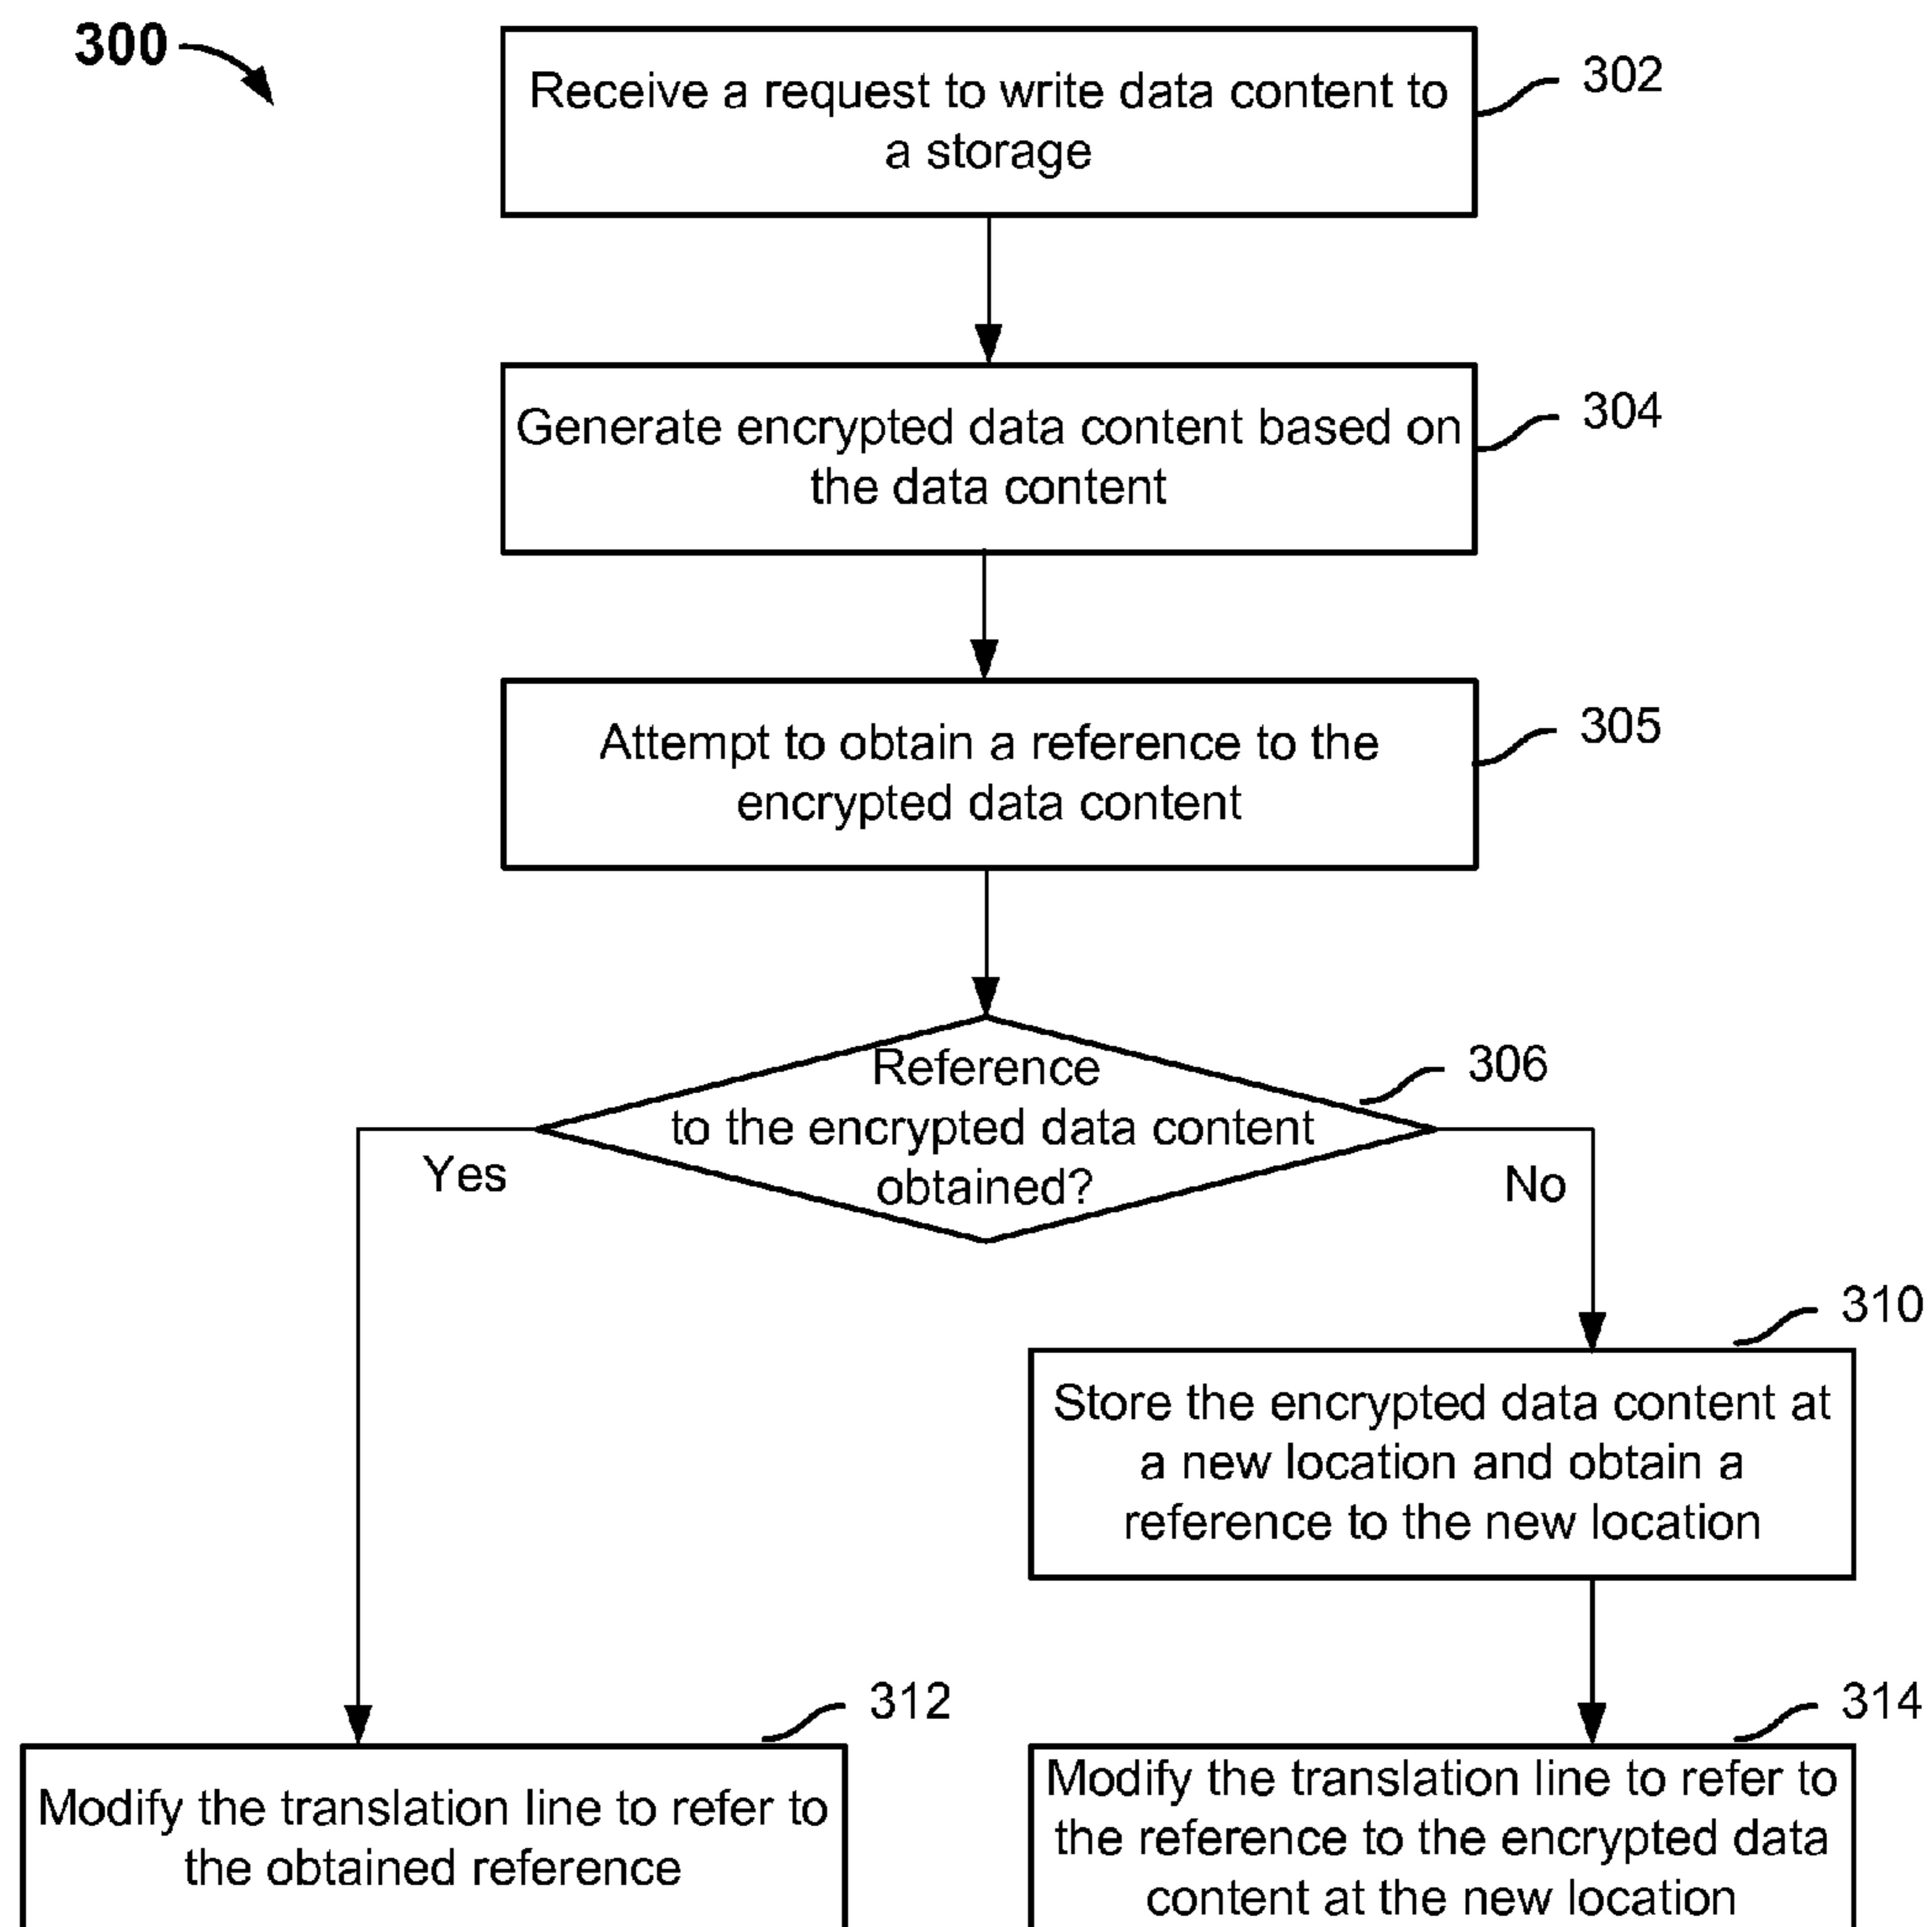 300
Receive a request to write data content to
a storage
302
Generate encrypted data content based on
the data content
304
Attempt to obtain a reference to the
encrypted data content
305
Reference
to the encrypted data content
obtained?
306
Yes
No
310
Store the encrypted data content at
a new location and obtain a
reference to the new location
312
Modify the translation line to refer to
the obtained reference
314
Modify the translation line to refer to
the reference to the encrypted data
content at the new location